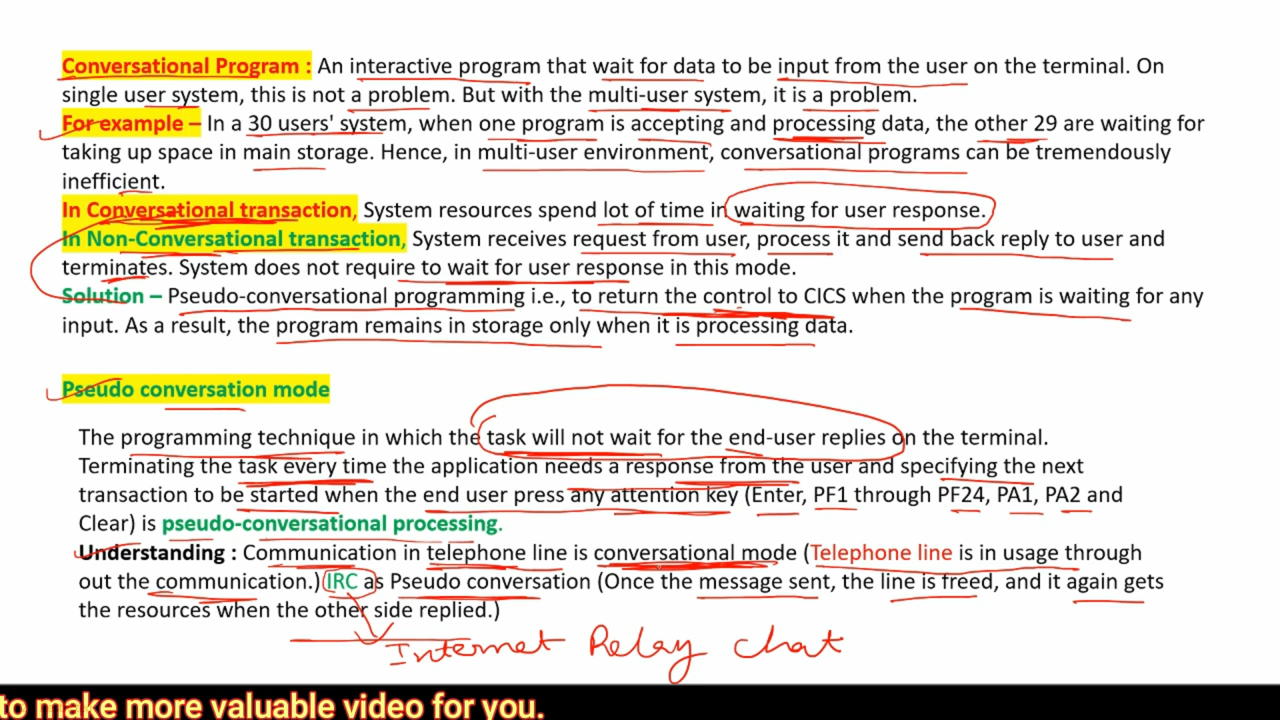 Conversational Program : An interactive program that wait for data to be input from the user on the terminal. On
single user system, this is not a problem. But with the multi-user system, it is a problem.
For example – In a 30 users' system, when one program is accepting and processing data, the other 29 are waiting for
taking up space in main storage. Hence, in multi-user environment, conversational programs can be tremendously
inefficient.
In Conversational transaction, System resources spend lot of time in waiting for user response.
In Non-Conversational transaction, System receives request from user, process it and send back reply to user and
terminates. System does not require to wait for user response in this mode.
Solution – Pseudo-conversational programming i.e., to return the control to CICS when the program is waiting for any
input. As a result, the program remains in storage only when it is processing data.
Pseudo conversation mode
The programming technique in which the task will not wait for the end-user replies on the terminal.
Terminating the task every time the application needs a response from the user and specifying the next
transaction to be started when the end user press any attention key (Enter, PF1 through PF24, PA1, PA2 and
Clear) is pseudo-conversational processing.
Understanding : Communication in telephone line is conversational mode (Telephone line is in usage through
out the communication.) IRC as Pseudo conversation (Once the message sent, the line is freed, and it again gets
the resources when the other side replied.)
Internet Relay chat
to make more valuable video for you.